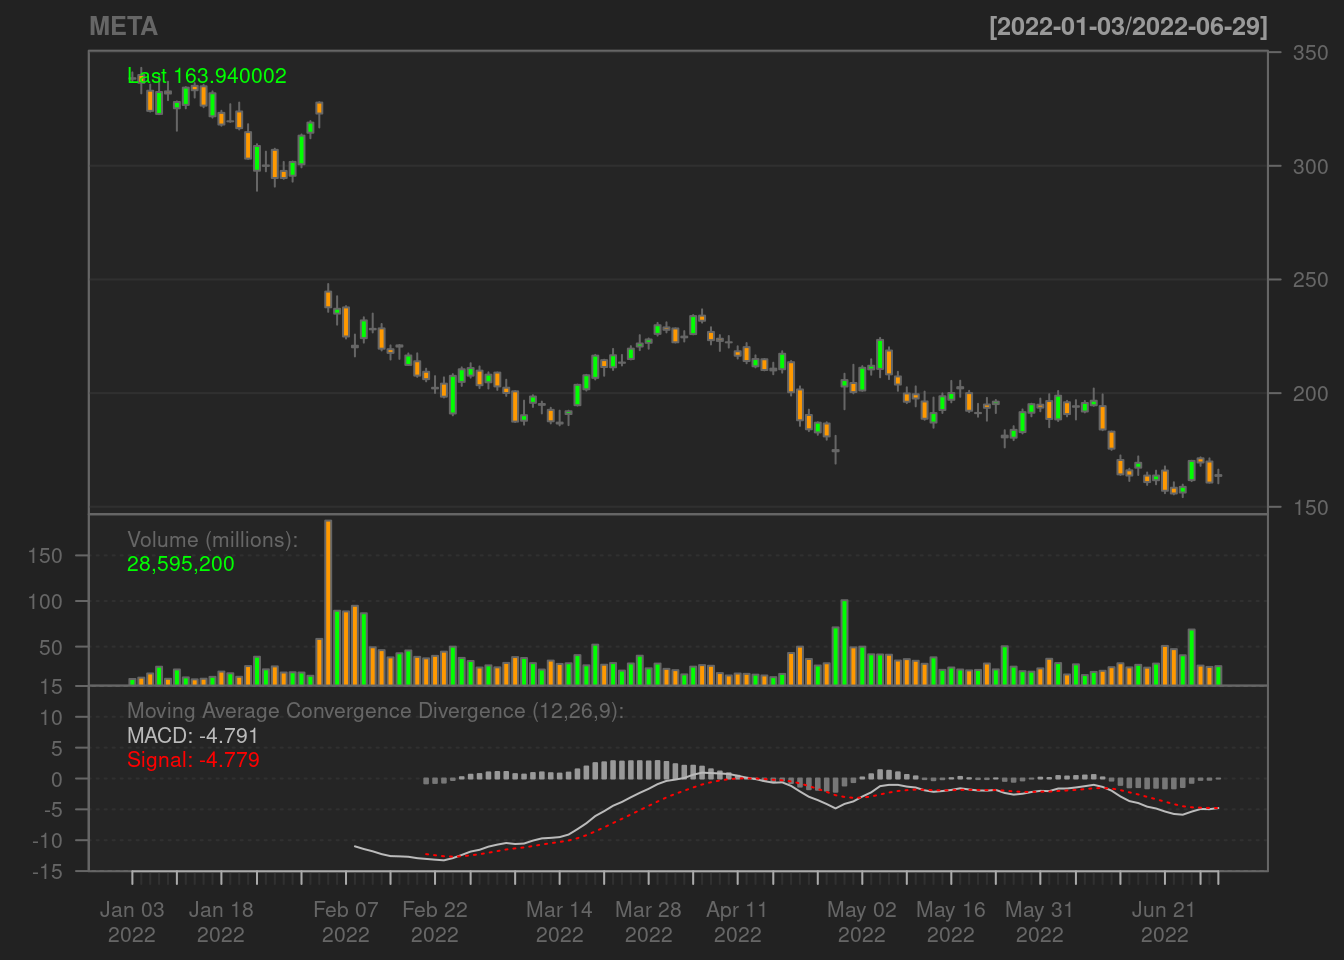 META [2022-01-03/2022-06-29]
350
Last 163.940002
300
250
200
150
Volume (millions):
28,595,200
150
100
50
15
Moving Average Convergence Divergence (12,26,9):
10
MACD: -4.791
5
Signal: -4.779
0
-5
-10
-15
Jan 03 Jan 18 Feb 07 Feb 22 Mar 14 Mar 28 Apr 11 May 02 May 16 May 31 Jun 21
2022 2022 2022 2022 2022 2022 2022 2022 2022 2022 2022